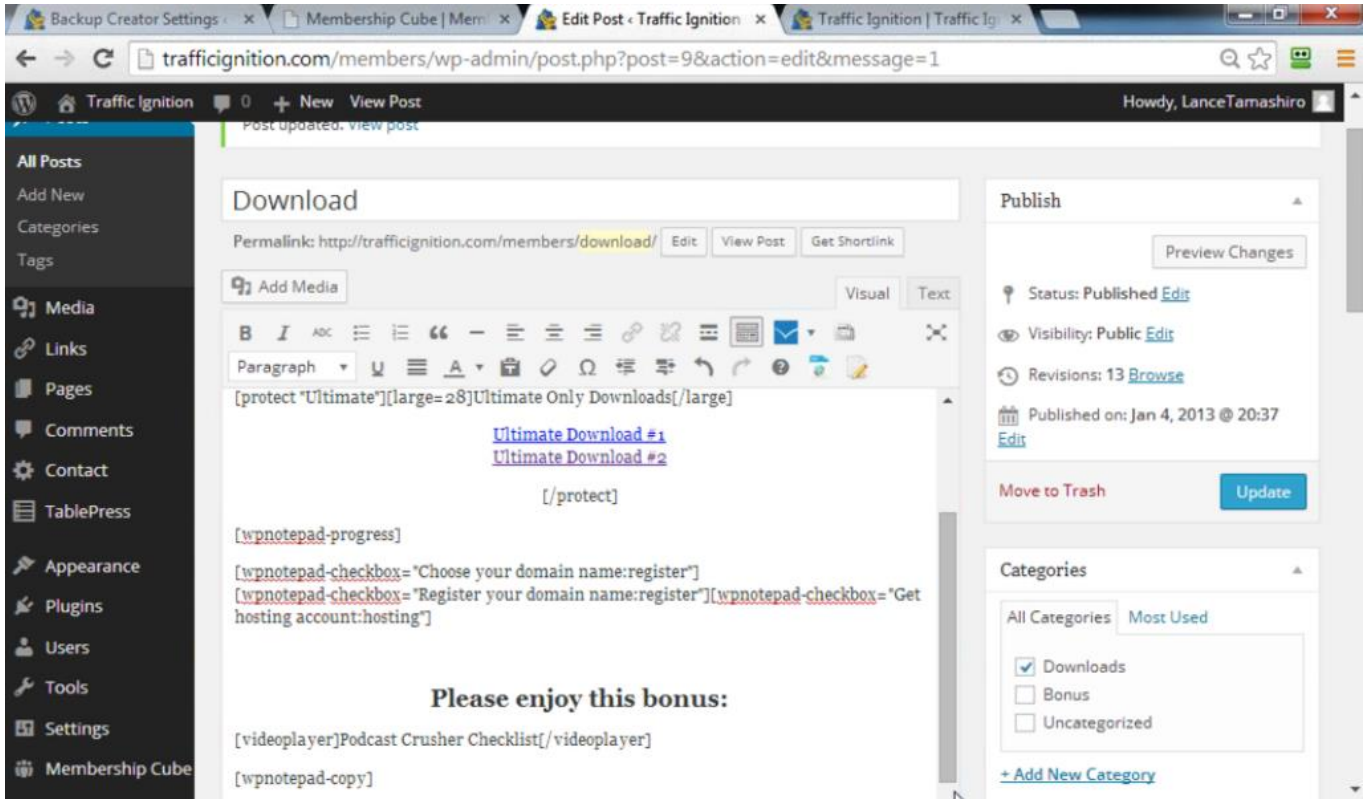 Backup Creator Settings ‹
Membership Cube | Mem
Edit Post ‹ Traffic Ignition
Traffic Ignition | Traffic Ig
trafficignition.com/members/wp-admin/post.php?post=9&action=edit&message=1
Traffic Ignition 0 + New View Post
Howdy, LanceTamashiro
Posts
All Posts
Add New
Categories
Tags
Media
Links
Pages
Comments
Contact
TablePress
Appearance
Plugins
Users
Tools
Settings
Membership Cube
Post updated. View post
Download
Permalink: http://trafficignition.com/members/download/ Edit View Post Get Shortlink
Add Media
Visual Text
B I ABC
Paragraph U A Ω
[protect "Ultimate"][large=28]Ultimate Only Downloads[/large]
Ultimate Download #1
Ultimate Download #2
[/protect]
[wpnotepad-progress]
[wpnotepad-checkbox="Choose your domain name:register"]
[wpnotepad-checkbox="Register your domain name:register"][wpnotepad-checkbox="Get
hosting account:hosting"]
Please enjoy this bonus:
[videoplayer]Podcast Crusher Checklist[/videoplayer]
[wpnotepad-copy]
Publish
Preview Changes
Status: Published Edit
Visibility: Public Edit
Revisions: 13 Browse
Published on: Jan 4, 2013 @ 20:37
Edit
Move to Trash
Update
Categories
All Categories Most Used
Downloads
Bonus
Uncategorized
+ Add New Category